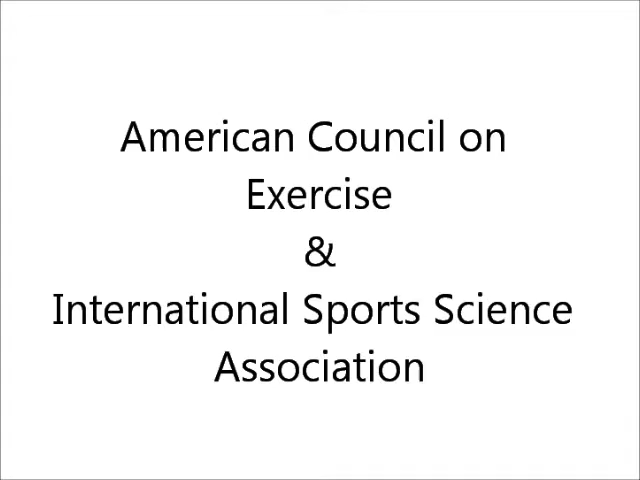 American Council on
Exercise
&
International Sports Science
Association